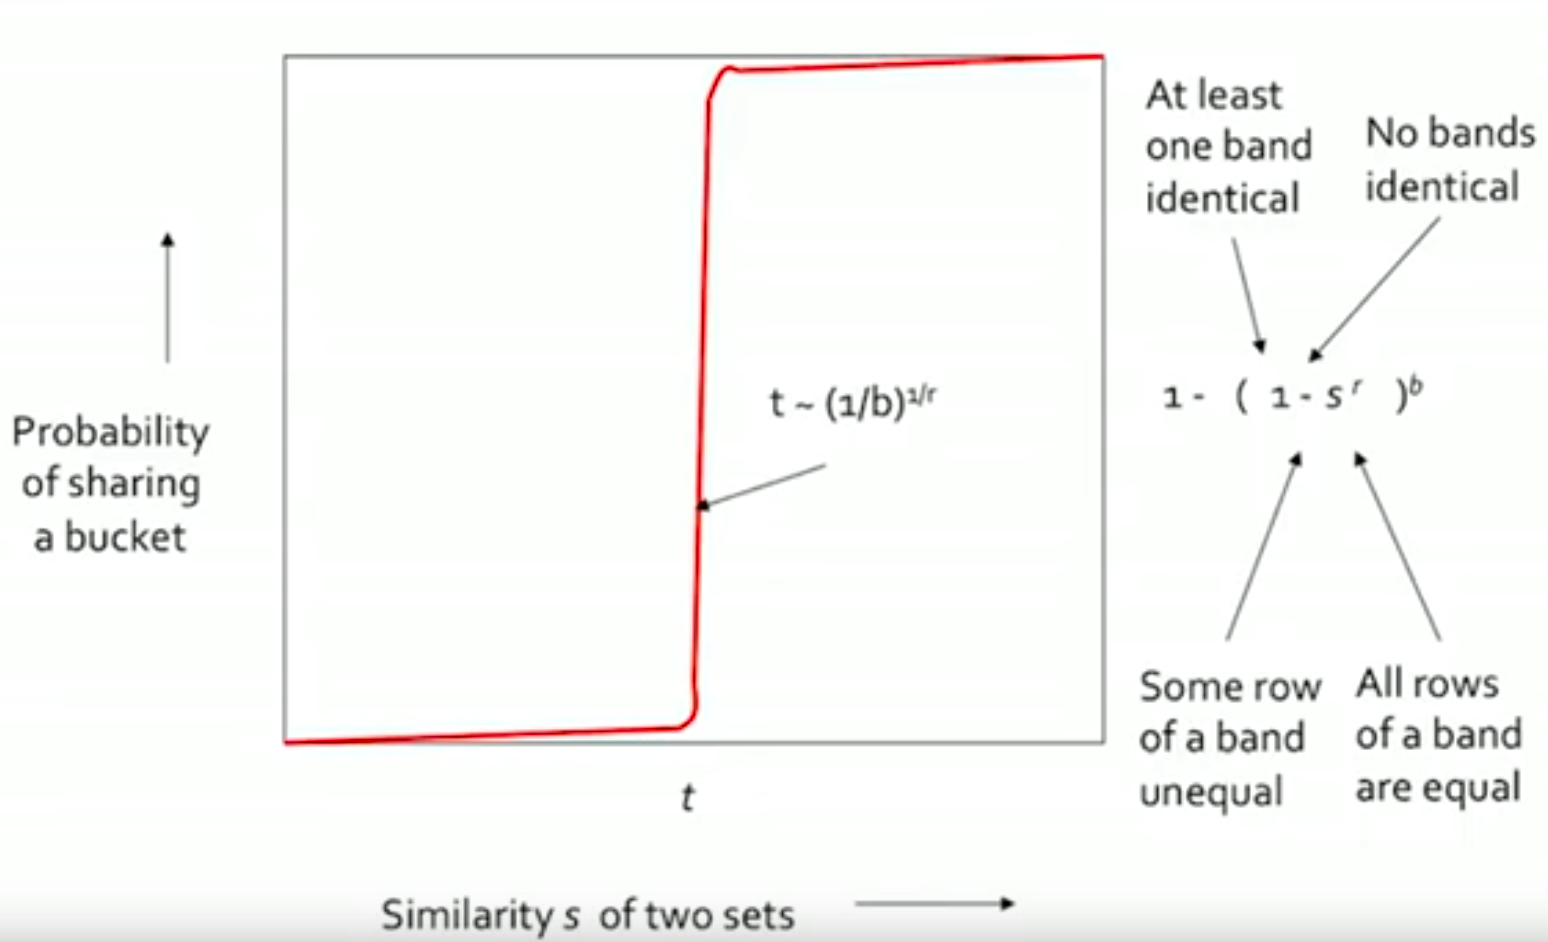 At least
one band
identical
No bands
identical
Probability
of sharing
a bucket
t ~ (1/b)^1/r
1 - ( 1 - s^r )^b
Some row
of a band
unequal
All rows
of a band
are equal
t
Similarity s of two sets